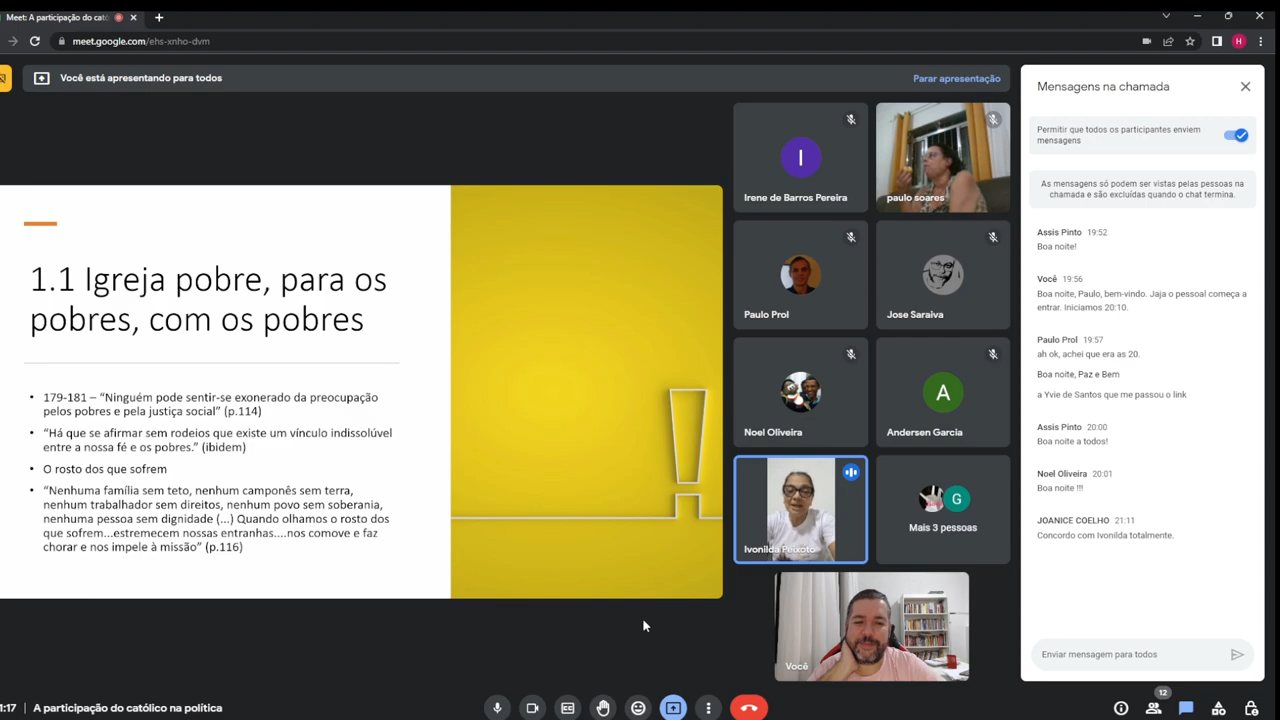 Meet: A participação do cató
meet.google.com/ehs-xnho-dvm
H
Você está apresentando para todos
Parar apresentação
1.1 Igreja pobre, para os
pobres, com os pobres
• 179-181 – “Ninguém pode sentir-se exonerado da preocupação
pelos pobres e pela justiça social” (p.114)
• “Há que se afirmar sem rodeios que existe um vínculo indissolúvel
entre a nossa fé e os pobres.” (ibidem)
• O rosto dos que sofrem
• “Nenhuma família sem teto, nenhum camponês sem terra,
nenhum trabalhador sem direitos, nenhum povo sem soberania,
nenhuma pessoa sem dignidade (...) Quando olhamos o rosto dos
que sofrem...estremecem nossas entranhas....nos comove e faz
chorar e nos impele à missão” (p.116)
!
I
Irene de Barros Pereira
paulo soares
Paulo Prol
Jose Saraiva
Noel Oliveira
A
Andersen Garcia
Ivonilda Peixoto
G
Mais 3 pessoas
Você
Mensagens na chamada
Permitir que todos os participantes enviem
mensagens
As mensagens só podem ser vistas pelas pessoas na
chamada e são excluídas quando o chat termina.
Assis Pinto 19:52
Boa noite!
Você 19:56
Boa noite, Paulo, bem-vindo. Jaja o pessoal começa a
entrar. Iniciamos 20:10.
Paulo Prol 19:57
ah ok, achei que era as 20.
Boa noite, Paz e Bem
a Yvie de Santos que me passou o link
Assis Pinto 20:00
Boa noite a todos!
Noel Oliveira 20:01
Boa noite !!!
JOANICE COELHO 21:11
Concordo com Ivonilda totalmente.
Enviar mensagem para todos
1:17 | A participação do católico na política
12